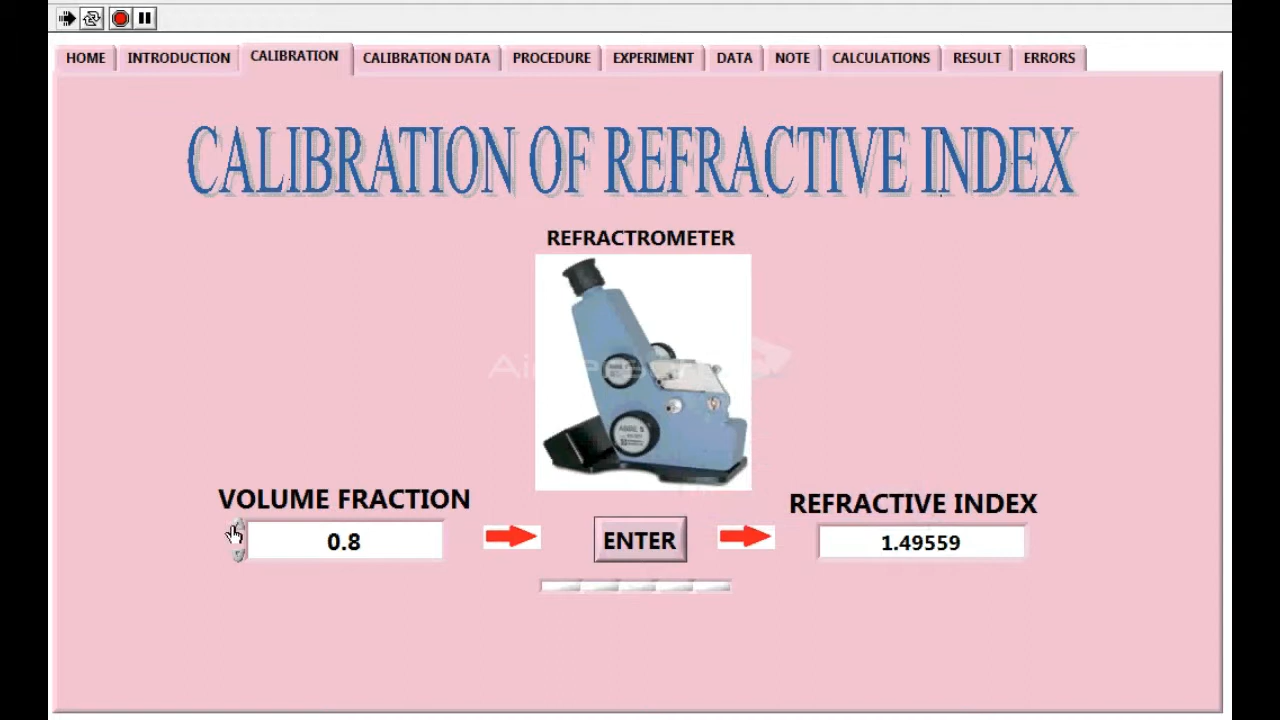 HOME INTRODUCTION CALIBRATION CALIBRATION DATA PROCEDURE EXPERIMENT DATA NOTE CALCULATIONS RESULT ERRORS
CALIBRATION OF REFRACTIVE INDEX
REFRACTROMETER
VOLUME FRACTION
REFRACTIVE INDEX
0.8
ENTER
1.49559